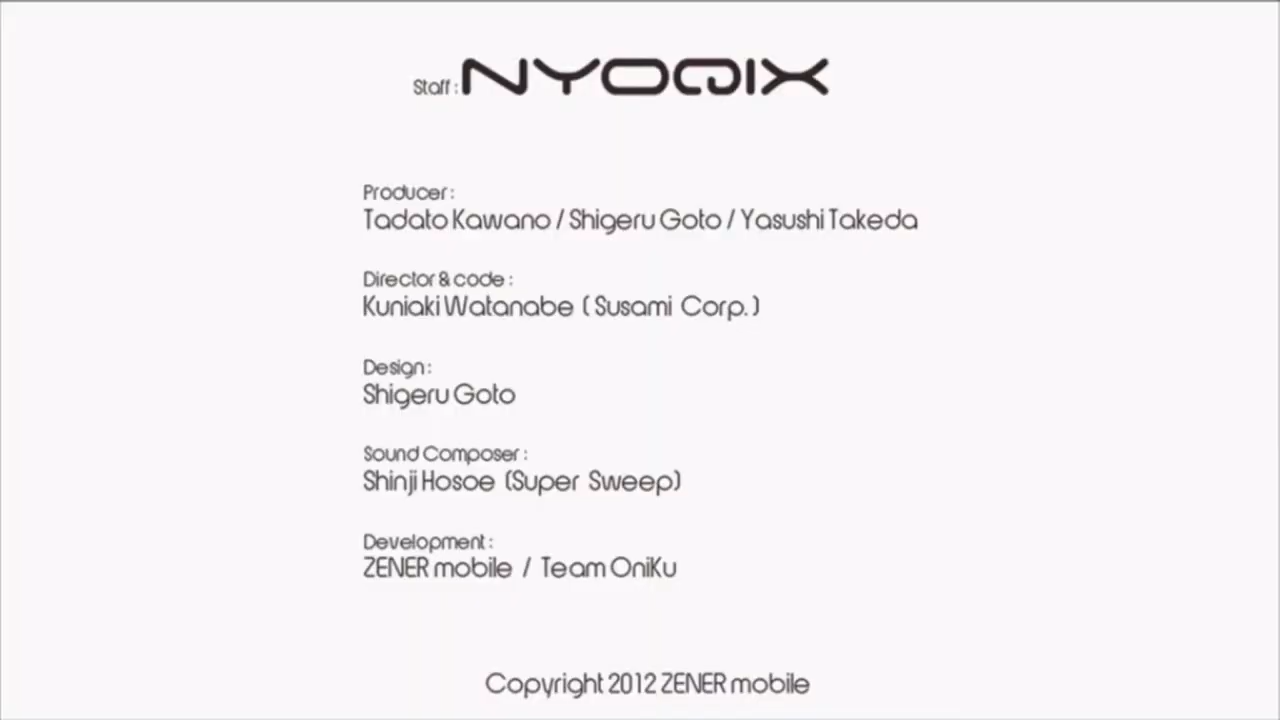 Staff : NYOQIX
Producer :
Tadato Kawano / Shigeru Goto / Yasushi Takeda
Director & code :
Kuniaki Watanabe ( Susami Corp. )
Design :
Shigeru Goto
Sound Composer :
Shinji Hosoe (Super Sweep)
Development :
ZENER mobile / Team OniKu
Copyright 2012 ZENER mobile